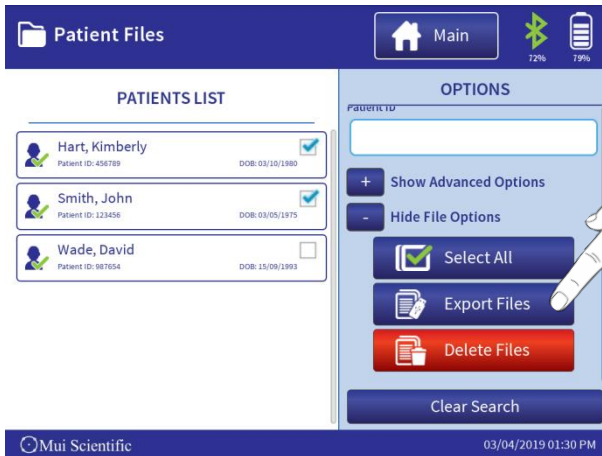 Patient Files
Main
72%
79%
PATIENTS LIST
Hart, Kimberly
Patient ID: 456789
DOB: 03/10/1980
Smith, John
Patient ID: 123456
DOB: 03/05/1975
Wade, David
Patient ID: 987654
DOB: 15/09/1993
OPTIONS
Patient ID
+ Show Advanced Options
- Hide File Options
Select All
Export Files
Delete Files
Clear Search
Mui Scientific
03/04/2019 01:30 PM